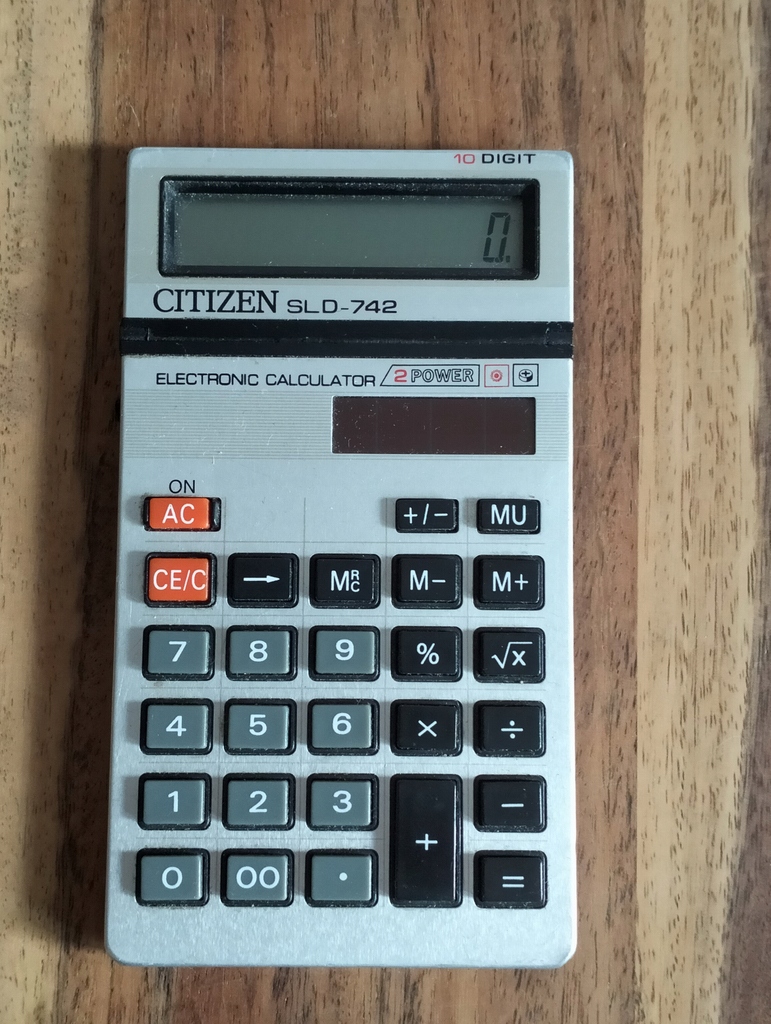 10 DIGIT
0.
CITIZEN SLD-742
ELECTRONIC CALCULATOR 2 POWER
ON
AC +/− MU
CE/C → MRC M− M+
7 8 9 % √x
4 5 6 × ÷
1 2 3 + −
0 00 · =